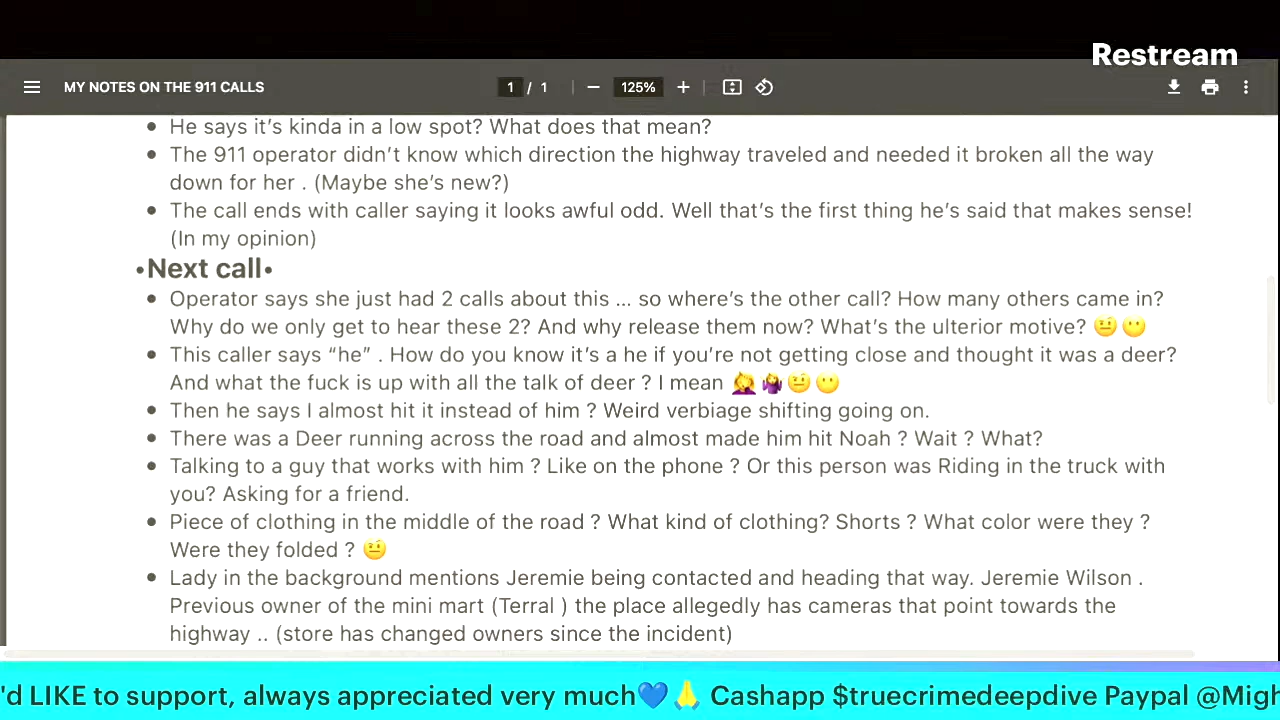 Restream
MY NOTES ON THE 911 CALLS 1 / 1 125%
• He says it's kinda in a low spot? What does that mean?
• The 911 operator didn't know which direction the highway traveled and needed it broken all the way
down for her . (Maybe she's new?)
• The call ends with caller saying it looks awful odd. Well that's the first thing he's said that makes sense!
(In my opinion)
•Next call•
• Operator says she just had 2 calls about this ... so where's the other call? How many others came in?
Why do we only get to hear these 2? And why release them now? What's the ulterior motive? 🤨 😶
• This caller says “he” . How do you know it's a he if you're not getting close and thought it was a deer?
And what the fuck is up with all the talk of deer ? I mean 🤦‍♀️ 🤷‍♀️ 🤨 😶
• Then he says I almost hit it instead of him ? Weird verbiage shifting going on.
• There was a Deer running across the road and almost made him hit Noah ? Wait ? What?
• Talking to a guy that works with him ? Like on the phone ? Or this person was Riding in the truck with
you? Asking for a friend.
• Piece of clothing in the middle of the road ? What kind of clothing? Shorts ? What color were they ?
Were they folded ? 🤨
• Lady in the background mentions Jeremie being contacted and heading that way. Jeremie Wilson .
Previous owner of the mini mart (Terral ) the place allegedly has cameras that point towards the
highway .. (store has changed owners since the incident)
'd LIKE to support, always appreciated very much💙🙏 Cashapp $truecrimedeepdive Paypal @Migh